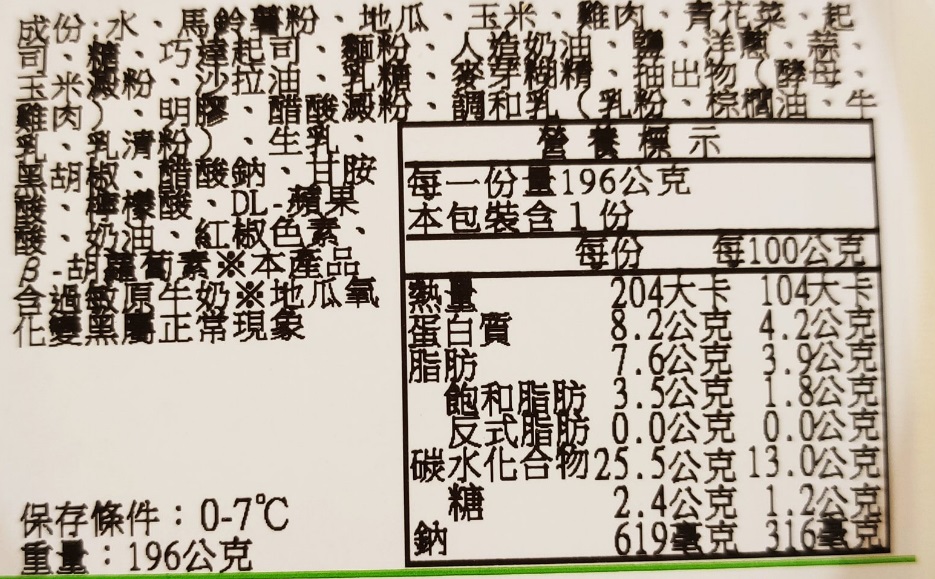 成份:水、馬鈴薯粉、地瓜、玉米、雞肉、青花菜、起
司、糖、巧達起司、麵粉、人造奶油、鹽、洋蔥、蒜、
玉米澱粉、沙拉油、乳糖、麥芽糊精、抽出物(酵母、
雞肉)、明膠、醋酸澱粉、調和乳(乳粉、棕櫚油、牛
乳、乳清粉)、生乳、
黑胡椒、醋酸鈉、甘胺
酸、檸檬酸、DL-蘋果
酸、奶油、紅椒色素、
β-胡蘿蔔素※本產品
含過敏原牛奶※地瓜氧
化變黑屬正常現象
保存條件:0-7℃
重量:196公克
營養標示
每一份量196公克
本包裝含1份
每份 每100公克
熱量 204大卡 104大卡
蛋白質 8.2公克 4.2公克
脂肪 7.6公克 3.9公克
飽和脂肪 3.5公克 1.8公克
反式脂肪 0.0公克 0.0公克
碳水化合物 25.5公克 13.0公克
糖 2.4公克 1.2公克
鈉 619毫克 316毫克